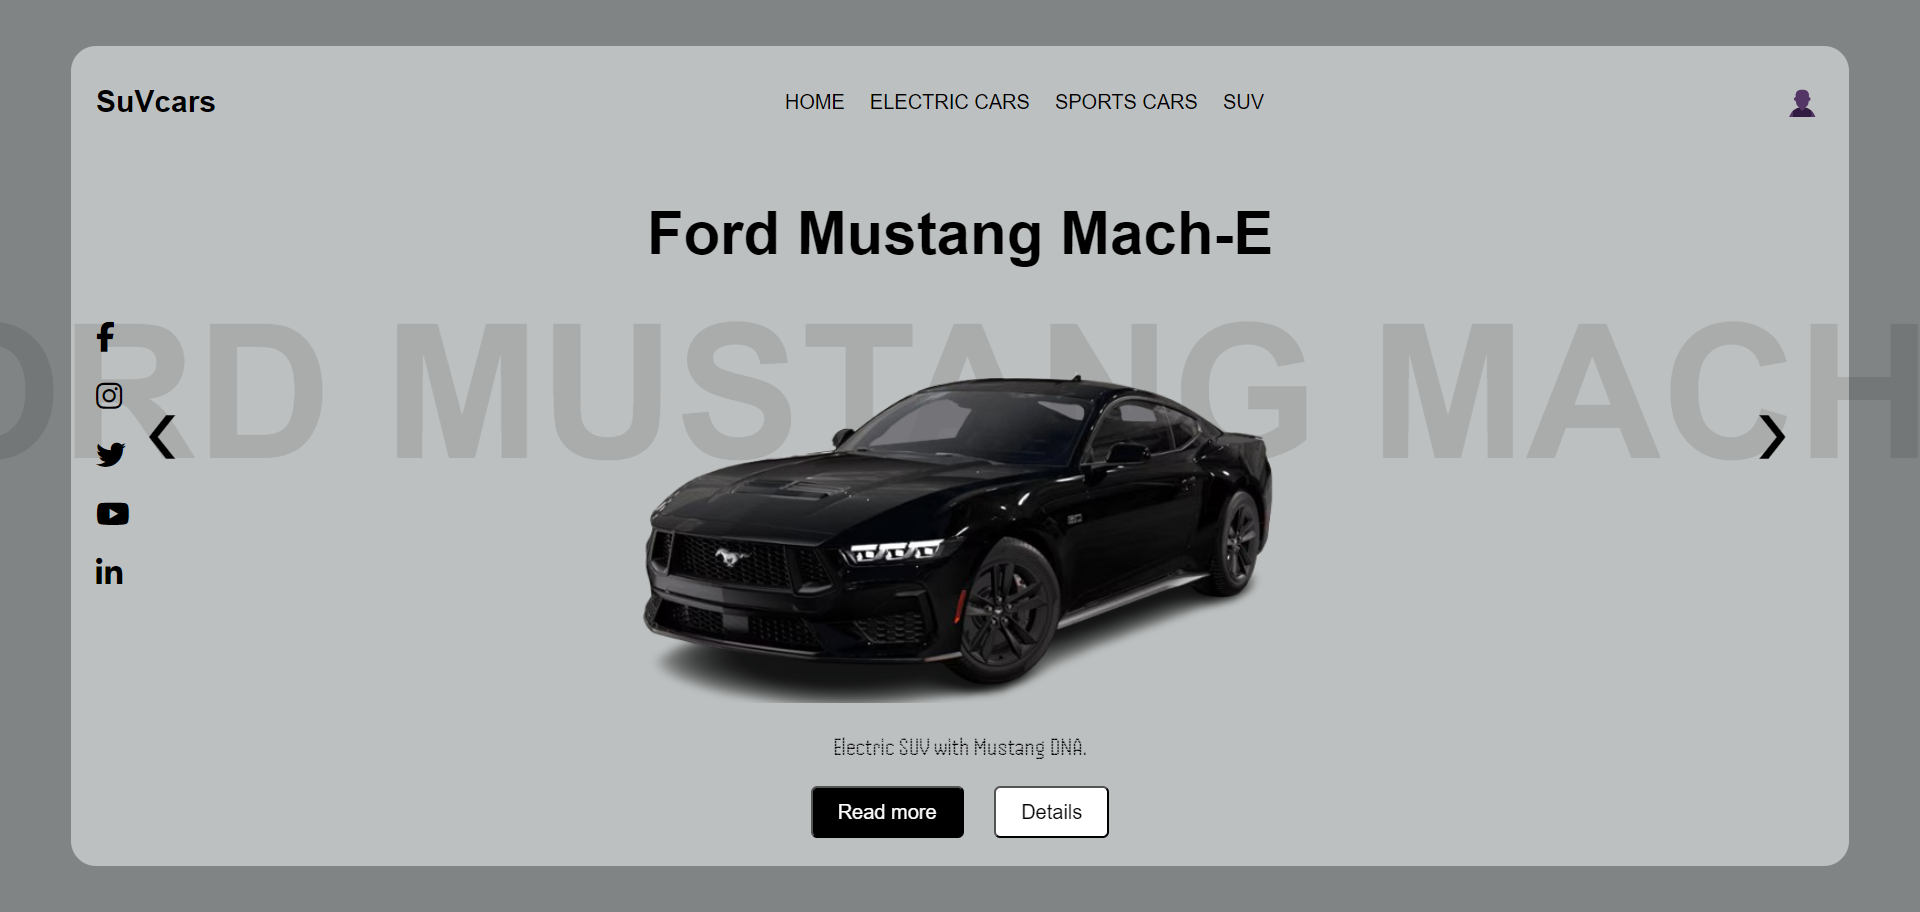 SuVcars
HOME ELECTRIC CARS SPORTS CARS SUV
Ford Mustang Mach-E
ORD MUSTANG MACH
Electric SUV with Mustang DNA.
Read more Details